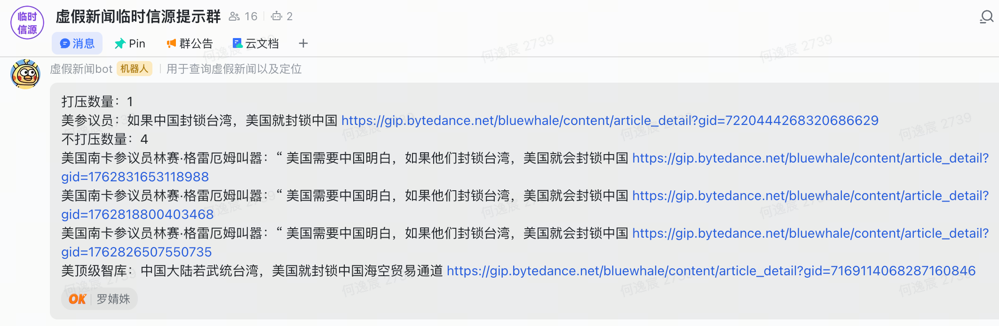 临时
信源
虚假新闻临时信源提示群 16 2
消息 Pin 群公告 云文档 +
虚假新闻bot 机器人 | 用于查询虚假新闻以及定位
打压数量：1
美参议员：如果中国封锁台湾，美国就封锁中国 https://gip.bytedance.net/bluewhale/content/article_detail?gid=7220444268320686629
不打压数量：4
美国南卡参议员林赛·格雷厄姆叫嚣：“ 美国需要中国明白，如果他们封锁台湾，美国就会封锁中国 https://gip.bytedance.net/bluewhale/content/article_detail?
gid=1762831653118988
美国南卡参议员林赛·格雷厄姆叫嚣：“ 美国需要中国明白，如果他们封锁台湾，美国就会封锁中国 https://gip.bytedance.net/bluewhale/content/article_detail?
gid=1762818800403468
美国南卡参议员林赛·格雷厄姆叫嚣：“ 美国需要中国明白，如果他们封锁台湾，美国就会封锁中国 https://gip.bytedance.net/bluewhale/content/article_detail?
gid=1762826507550735
美顶级智库：中国大陆若武统台湾，美国就封锁中国海空贸易通道 https://gip.bytedance.net/bluewhale/content/article_detail?gid=7169114068287160846
OK 罗婧姝
何逸宸 2739